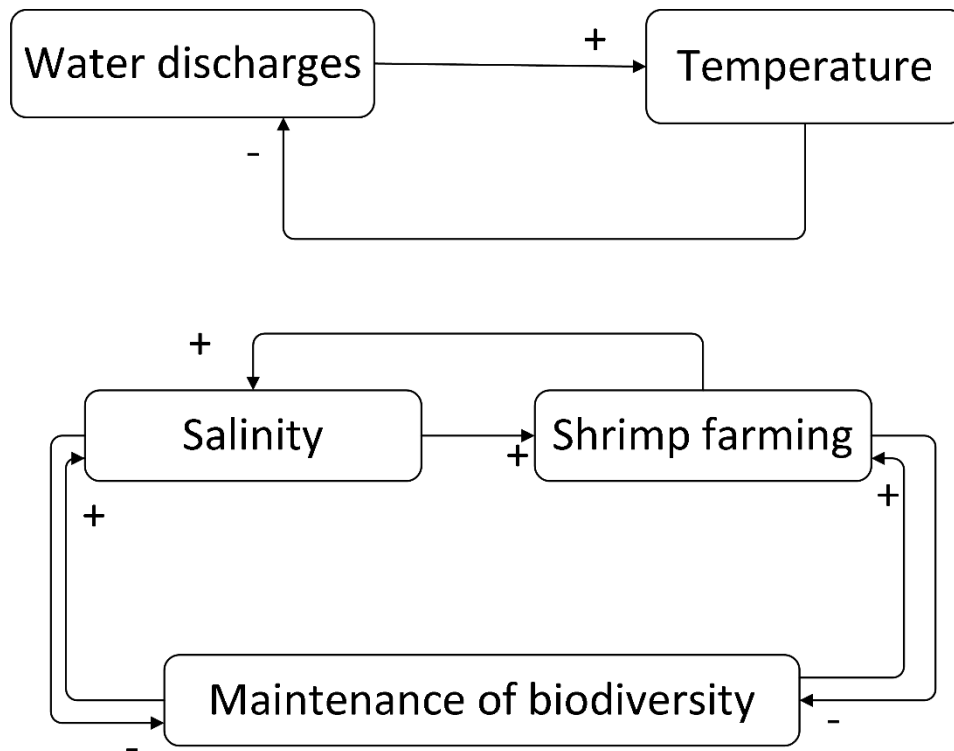 Water discharges
+
Temperature
-
+
Salinity
+
Shrimp farming
+
+
Maintenance of biodiversity
-
-